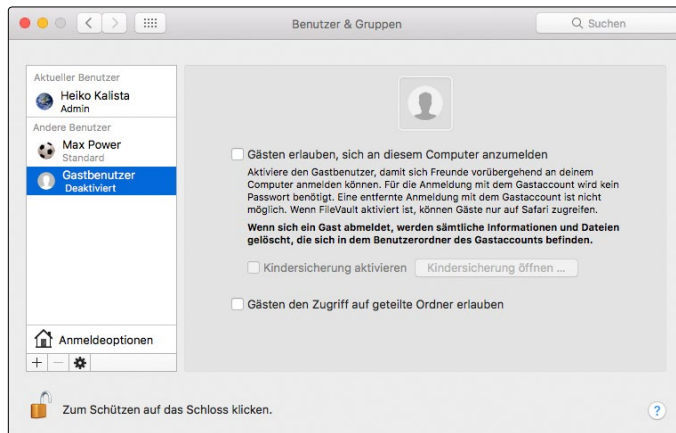 Benutzer & Gruppen
Suchen
Aktueller Benutzer
Heiko Kalista
Admin
Andere Benutzer
Max Power
Standard
Gastbenutzer
Deaktiviert
Anmeldeoptionen
Gästen erlauben, sich an diesem Computer anzumelden
Aktiviere den Gastbenutzer, damit sich Freunde vorübergehend an deinem
Computer anmelden können. Für die Anmeldung mit dem Gastaccount wird kein
Passwort benötigt. Eine entfernte Anmeldung mit dem Gastaccount ist nicht
möglich. Wenn FileVault aktiviert ist, können Gäste nur auf Safari zugreifen.
Wenn sich ein Gast abmeldet, werden sämtliche Informationen und Dateien
gelöscht, die sich in dem Benutzerordner des Gastaccounts befinden.
Kindersicherung aktivieren Kindersicherung öffnen ...
Gästen den Zugriff auf geteilte Ordner erlauben
Zum Schützen auf das Schloss klicken.
?